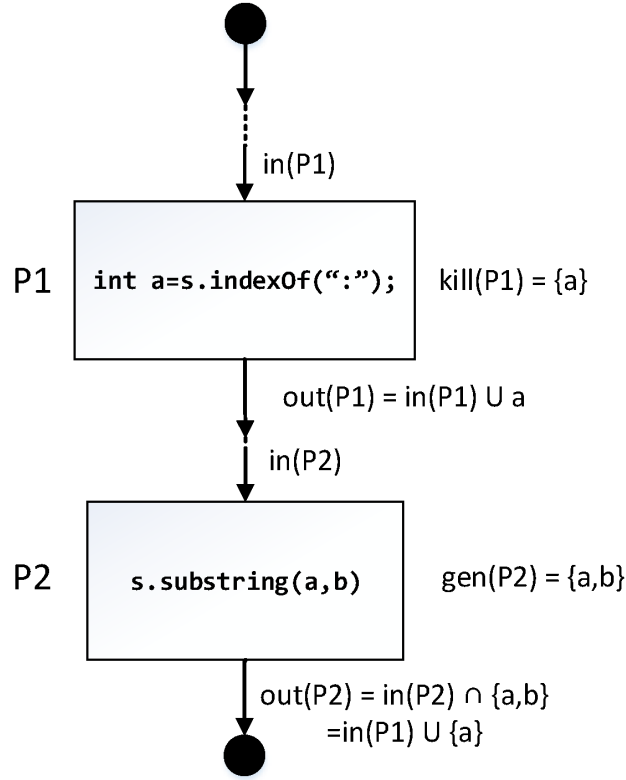 in(P1)
P1
int a=s.indexOf(“:”);
kill(P1) = {a}
out(P1) = in(P1) U a
in(P2)
P2
s.substring(a,b)
gen(P2) = {a,b}
out(P2) = in(P2) ∩ {a,b}
=in(P1) U {a}